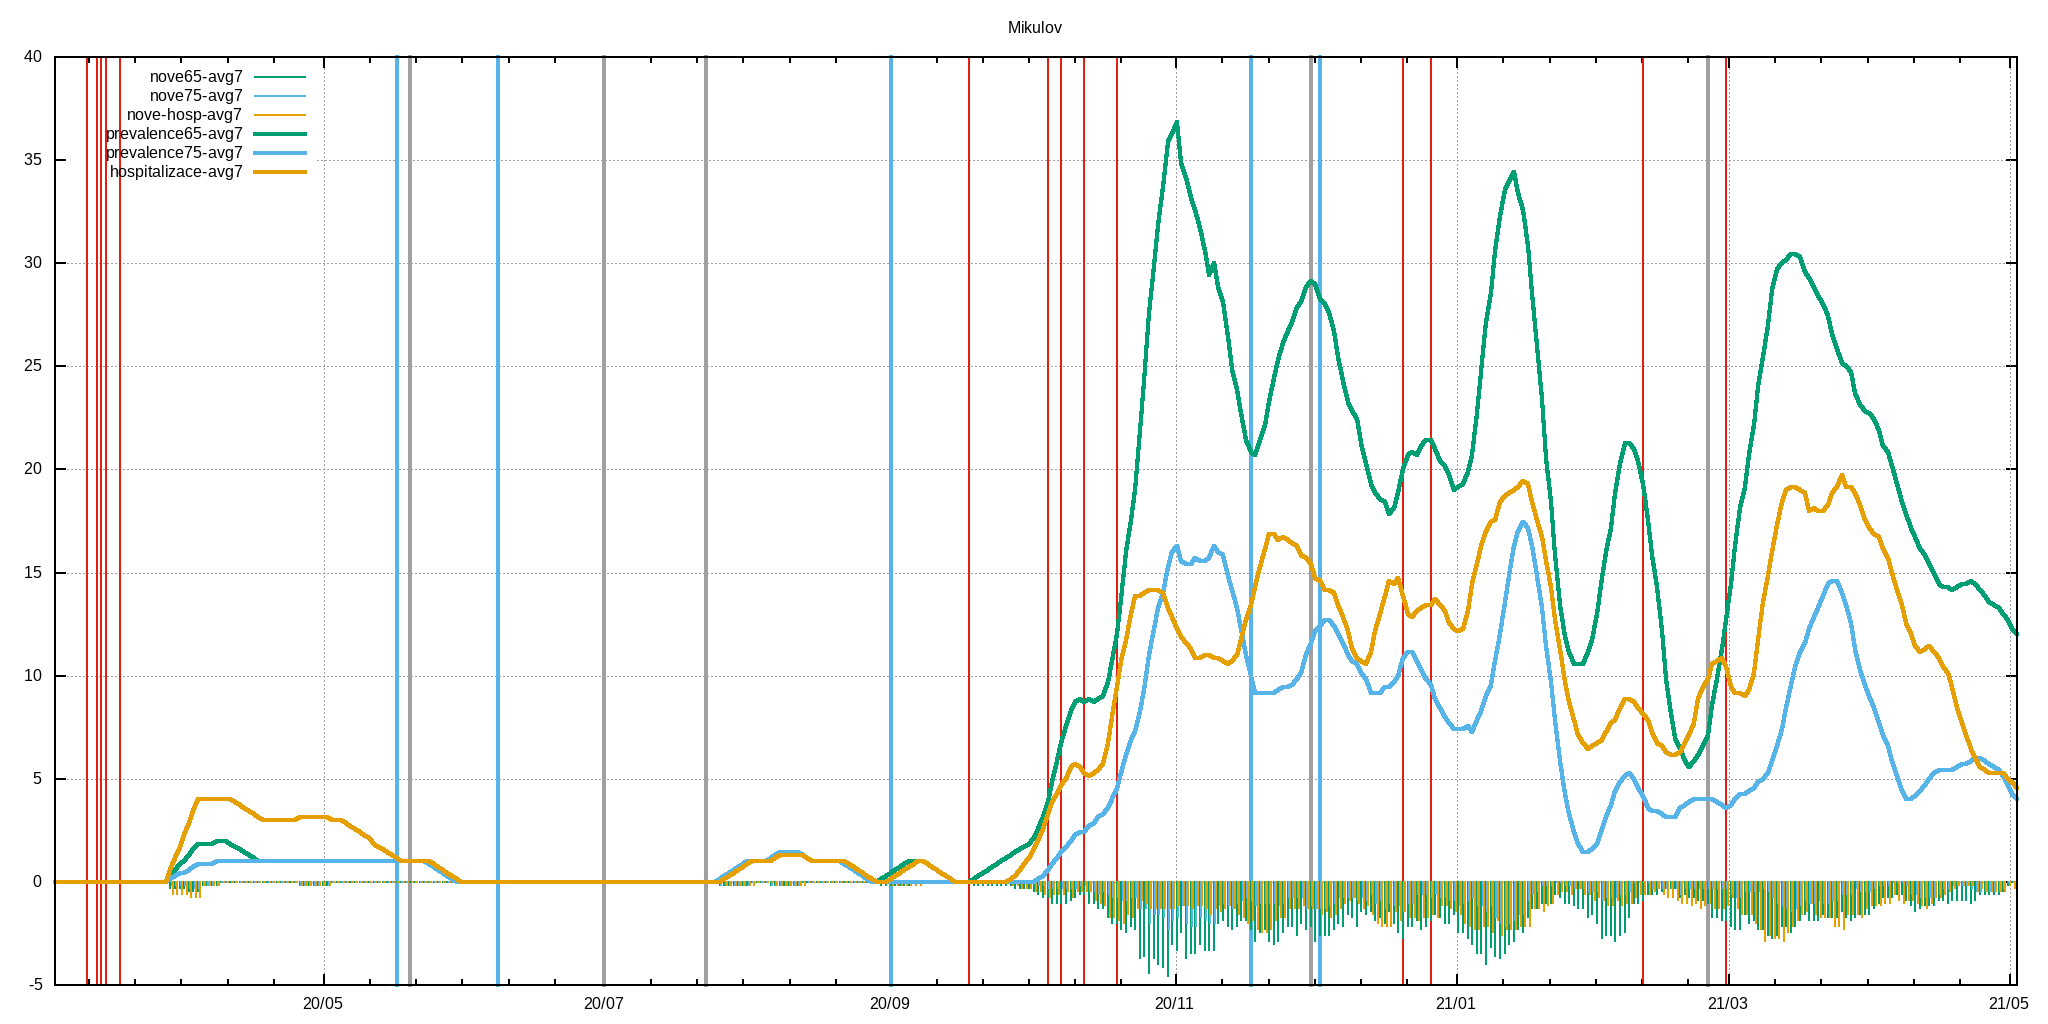 Mikulov
40
35
30
25
20
15
10
5
0
-5
nove65-avg7
nove75-avg7
nove-hosp-avg7
prevalence65-avg7
prevalence75-avg7
hospitalizace-avg7
20/05 20/07 20/09 20/11 21/01 21/03 21/05